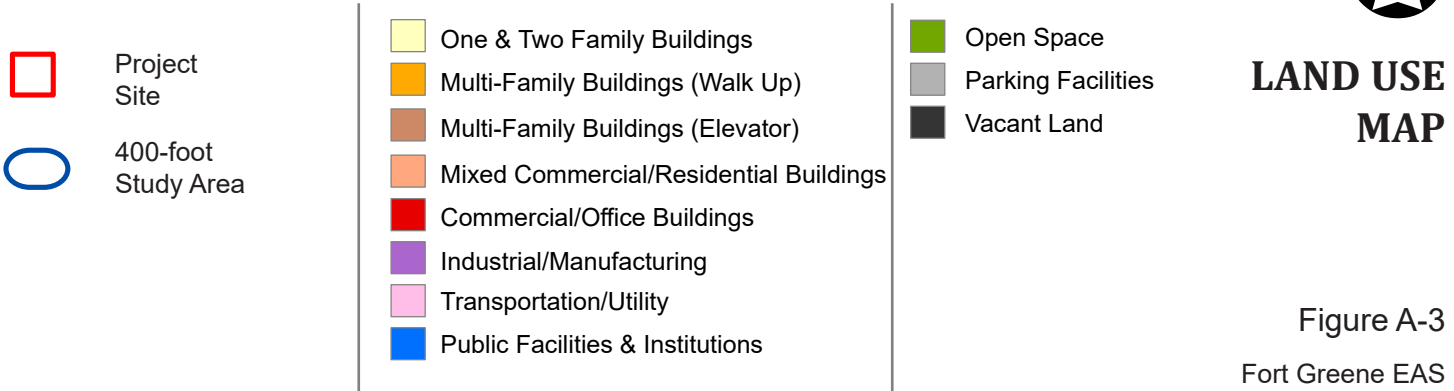 Project
Site
400-foot
Study Area
One & Two Family Buildings
Multi-Family Buildings (Walk Up)
Multi-Family Buildings (Elevator)
Mixed Commercial/Residential Buildings
Commercial/Office Buildings
Industrial/Manufacturing
Transportation/Utility
Public Facilities & Institutions
Open Space
Parking Facilities
Vacant Land
LAND USE
MAP
Figure A-3
Fort Greene EAS